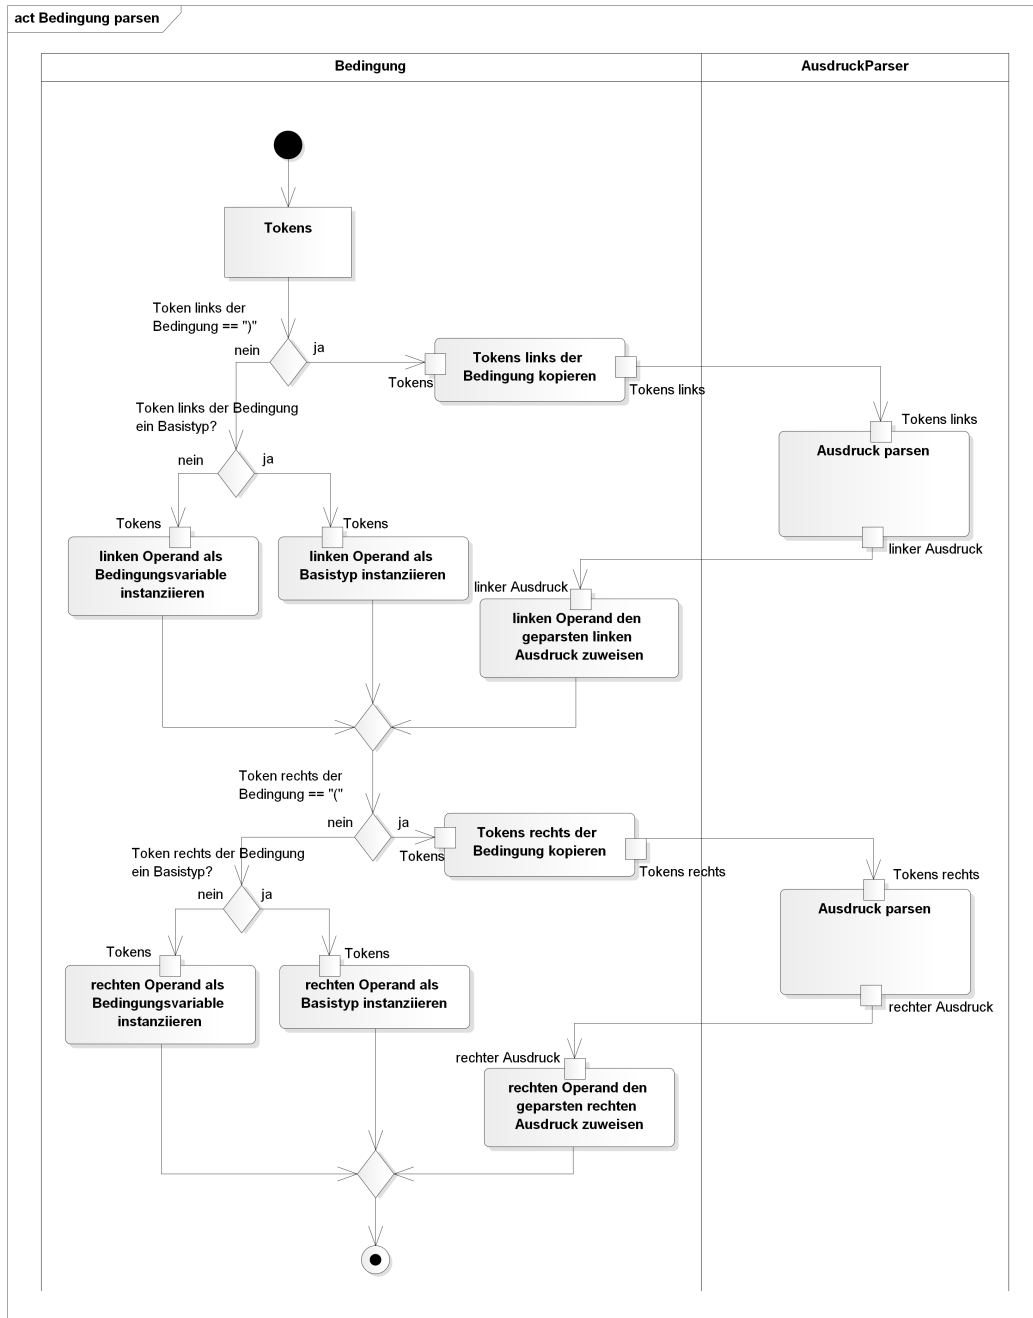 act Bedingung parsen
Bedingung
AusdruckParser
Tokens
Token links der
Bedingung == ")"
nein
ja
Tokens
Tokens links der
Bedingung kopieren
Tokens links
Tokens links
Ausdruck parsen
linker Ausdruck
Token links der Bedingung
ein Basistyp?
nein
ja
Tokens
Tokens
linken Operand als
Bedingungsvariable
instanziieren
linken Operand als
Basistyp instanziieren
linker Ausdruck
linken Operand den
geparsten linken
Ausdruck zuweisen
Token rechts der
Bedingung == "("
nein
ja
Tokens
Tokens rechts der
Bedingung kopieren
Tokens rechts
Tokens rechts
Ausdruck parsen
rechter Ausdruck
Token rechts der Bedingung
ein Basistyp?
nein
ja
Tokens
Tokens
rechten Operand als
Bedingungsvariable
instanziieren
rechten Operand als
Basistyp instanziieren
rechter Ausdruck
rechten Operand den
geparsten rechten
Ausdruck zuweisen